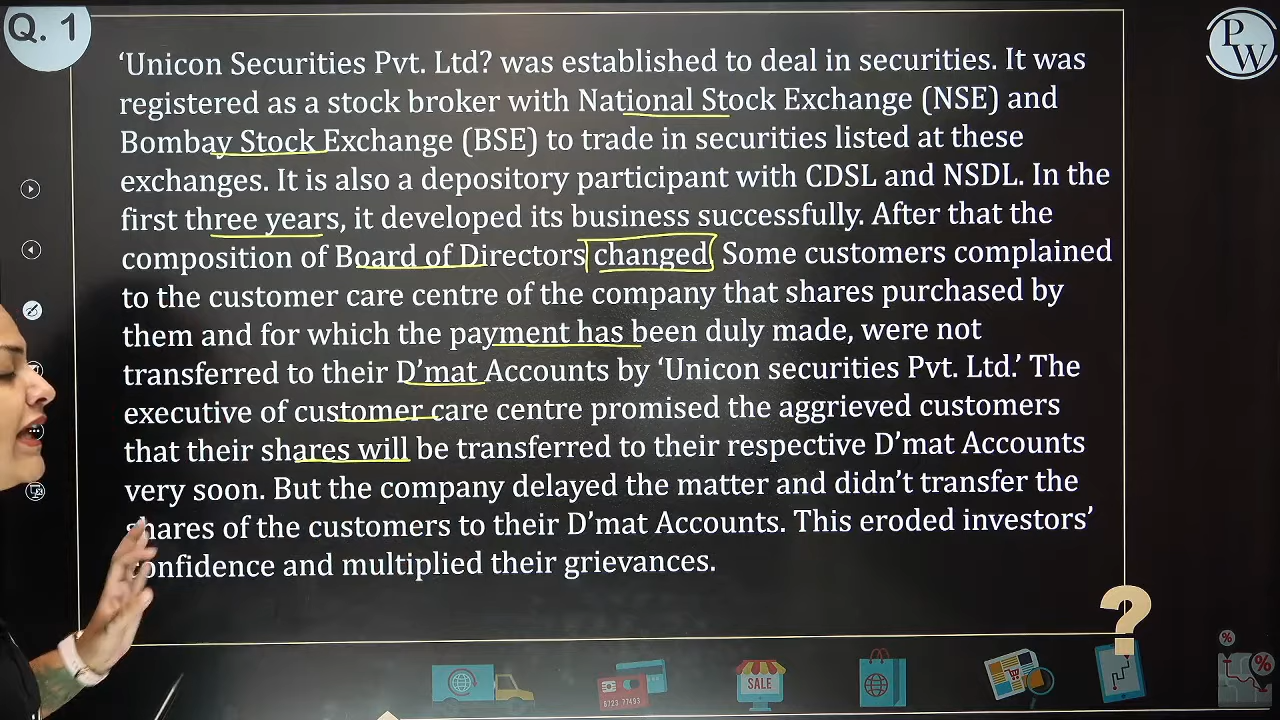 Q. 1
PW
‘Unicon Securities Pvt. Ltd? was established to deal in securities. It was
registered as a stock broker with National Stock Exchange (NSE) and
Bombay Stock Exchange (BSE) to trade in securities listed at these
exchanges. It is also a depository participant with CDSL and NSDL. In the
first three years, it developed its business successfully. After that the
composition of Board of Directors changed. Some customers complained
to the customer care centre of the company that shares purchased by
them and for which the payment has been duly made, were not
transferred to their D’mat Accounts by ‘Unicon securities Pvt. Ltd.’ The
executive of customer care centre promised the aggrieved customers
that their shares will be transferred to their respective D’mat Accounts
very soon. But the company delayed the matter and didn’t transfer the
shares of the customers to their D’mat Accounts. This eroded investors’
confidence and multiplied their grievances.
?
SALE
%
%
8723 77493